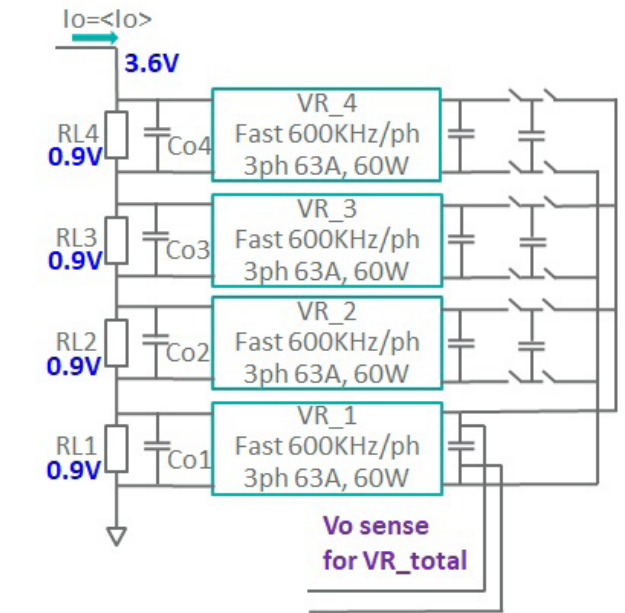 Io=<Io>
3.6V
VR_4
Fast 600KHz/ph
3ph 63A, 60W
RL4
0.9V
Co4
VR_3
Fast 600KHz/ph
3ph 63A, 60W
RL3
0.9V
Co3
VR_2
Fast 600KHz/ph
3ph 63A, 60W
RL2
0.9V
Co2
VR_1
Fast 600KHz/ph
3ph 63A, 60W
RL1
0.9V
Co1
Vo sense
for VR_total